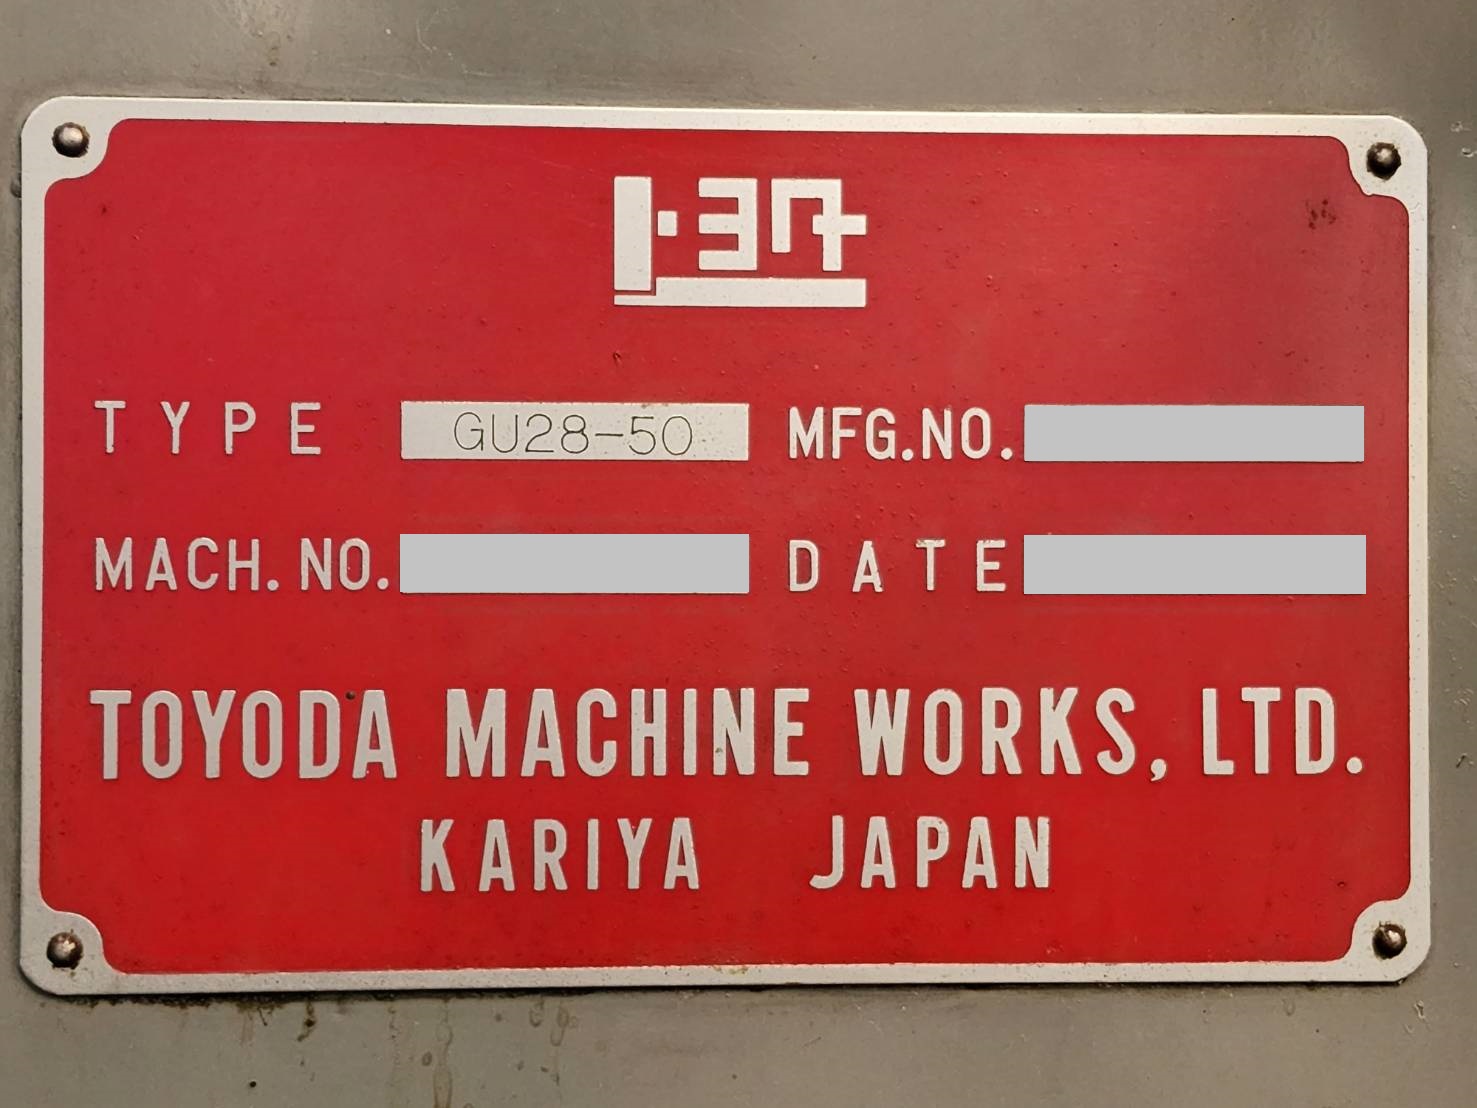 トヨタ
TYPE GU28-50 MFG.NO.
MACH.NO. DATE
TOYODA MACHINE WORKS, LTD.
KARIYA JAPAN